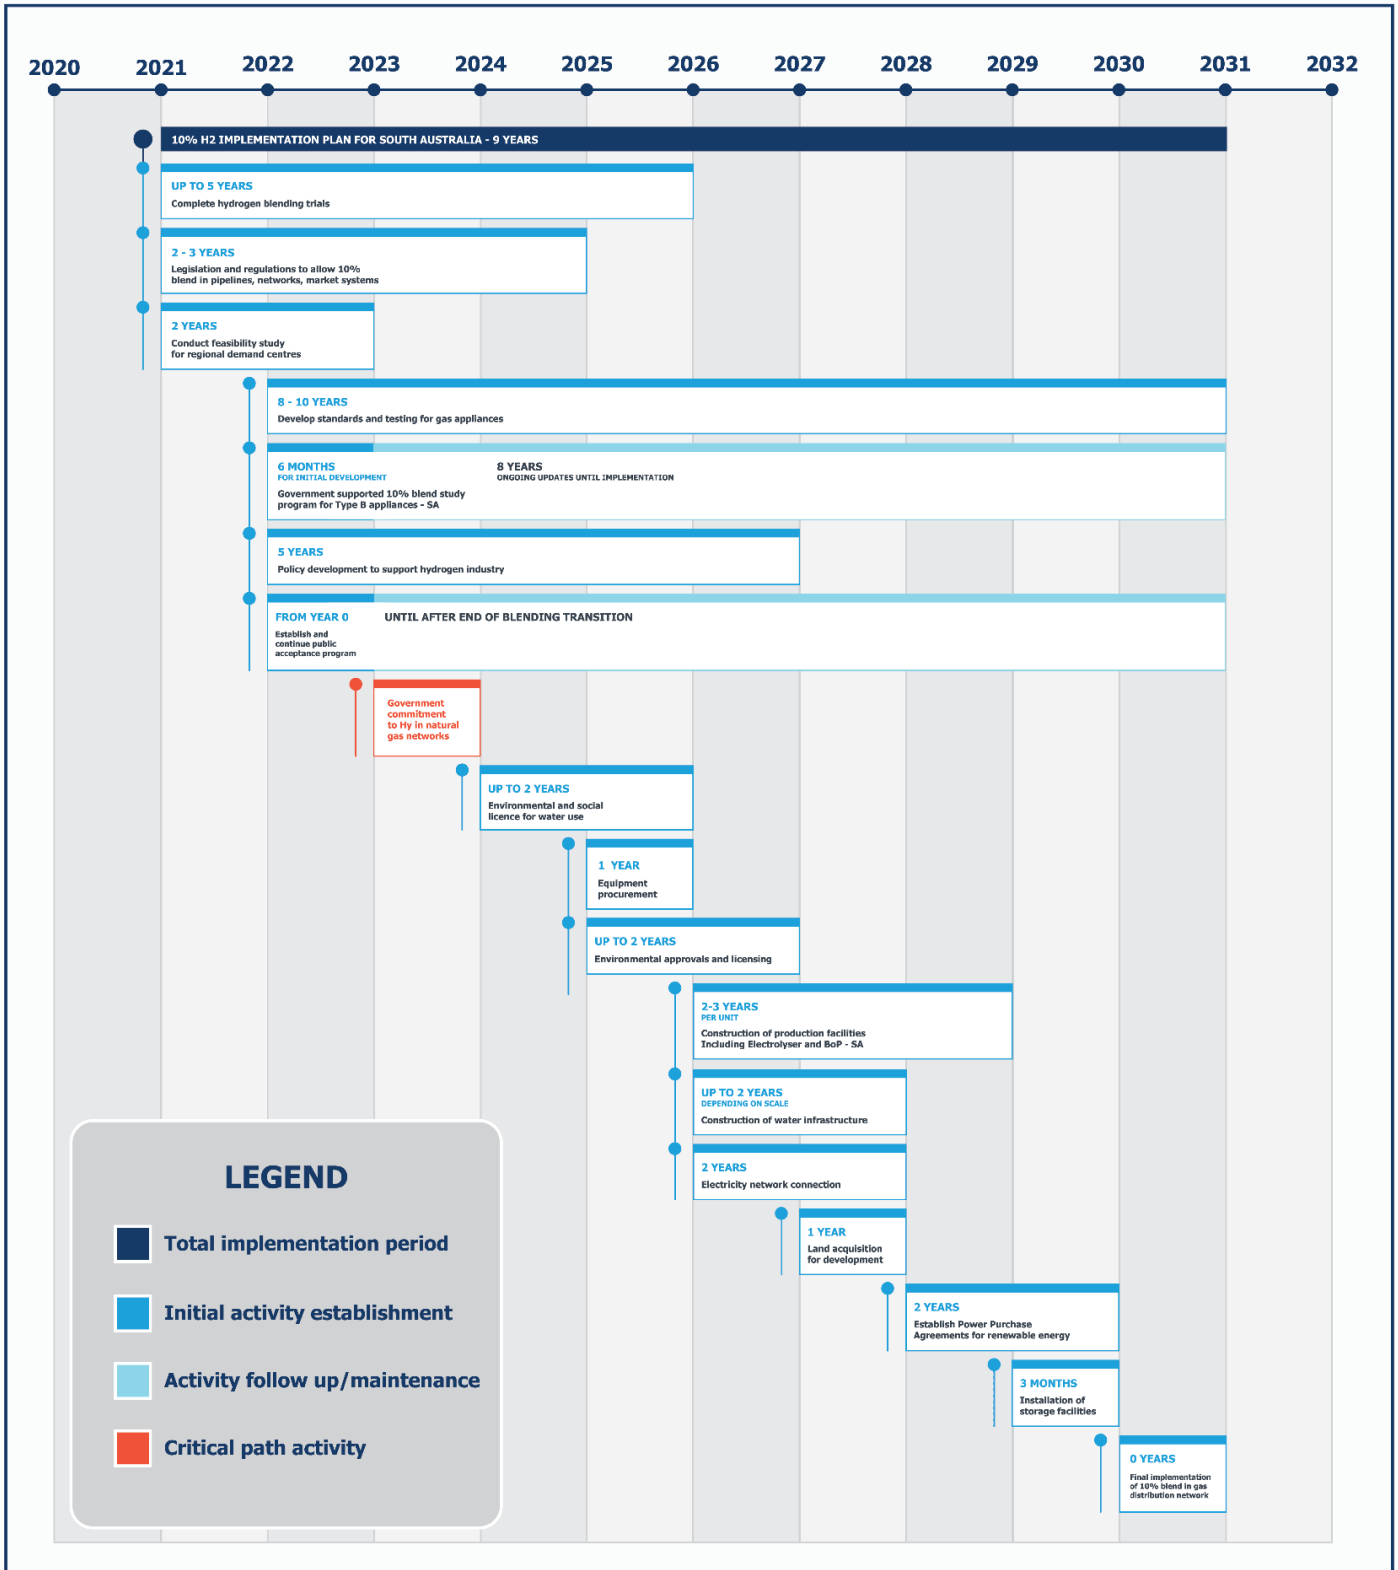 2020 2021 2022 2023 2024 2025 2026 2027 2028 2029 2030 2031 2032
10% H2 IMPLEMENTATION PLAN FOR SOUTH AUSTRALIA - 9 YEARS
UP TO 5 YEARS
Complete hydrogen blending trials
2 - 3 YEARS
Legislation and regulations to allow 10%
blend in pipelines, networks, market systems
2 YEARS
Conduct feasibility study
for regional demand centres
8 - 10 YEARS
Develop standards and testing for gas appliances
6 MONTHS
FOR INITIAL DEVELOPMENT
Government supported 10% blend study
program for Type B appliances - SA
8 YEARS
ONGOING UPDATES UNTIL IMPLEMENTATION
5 YEARS
Policy development to support hydrogen industry
FROM YEAR 0
Establish and
continue public
acceptance program
UNTIL AFTER END OF BLENDING TRANSITION
Government
commitment
to Hy in natural
gas networks
UP TO 2 YEARS
Environmental and social
licence for water use
1 YEAR
Equipment
procurement
UP TO 2 YEARS
Environmental approvals and licensing
2-3 YEARS
PER UNIT
Construction of production facilities
Including Electrolyser and BoP - SA
UP TO 2 YEARS
DEPENDING ON SCALE
Construction of water infrastructure
2 YEARS
Electricity network connection
1 YEAR
Land acquisition
for development
2 YEARS
Establish Power Purchase
Agreements for renewable energy
3 MONTHS
Installation of
storage facilities
0 YEARS
Final implementation
of 10% blend in gas
distribution network
LEGEND
Total implementation period
Initial activity establishment
Activity follow up/maintenance
Critical path activity